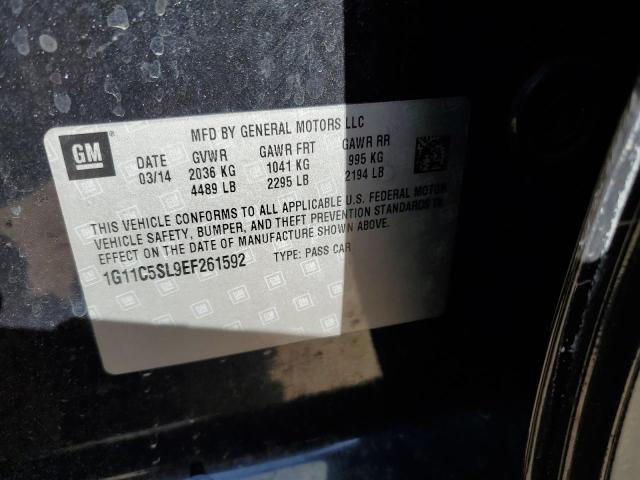 MFD BY GENERAL MOTORS LLC
GM
DATE GVWR GAWR FRT GAWR RR
03/14 2036 KG 1041 KG 995 KG
4489 LB 2295 LB 2194 LB
THIS VEHICLE CONFORMS TO ALL APPLICABLE U.S. FEDERAL MOTOR
VEHICLE SAFETY, BUMPER, AND THEFT PREVENTION STANDARDS IN
EFFECT ON THE DATE OF MANUFACTURE SHOWN ABOVE.
1G11C5SL9EF261592 TYPE: PASS CAR